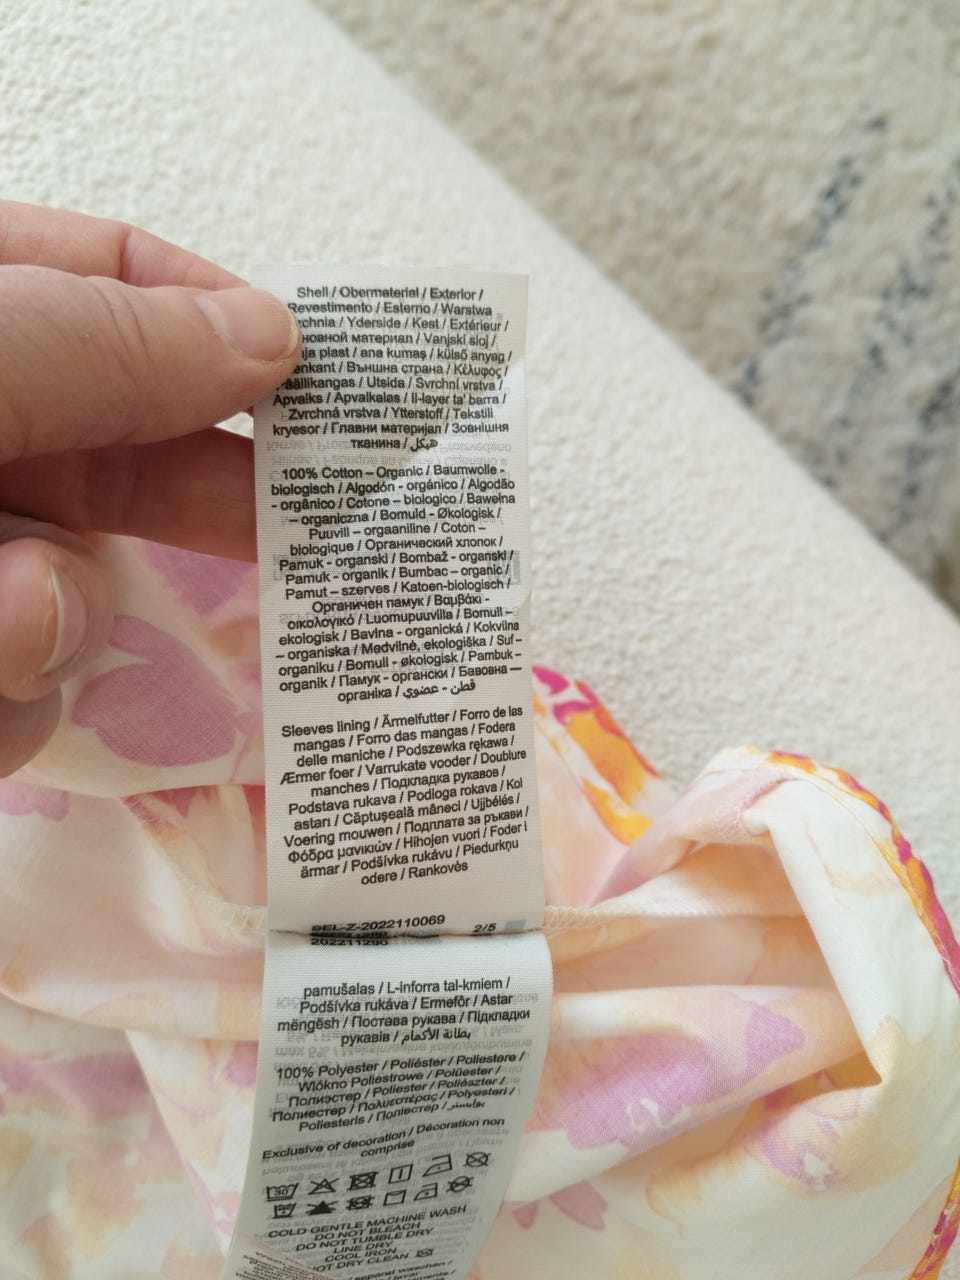 Shell / Obermaterial / Exterior /
Revestimento / Esterno / Warstwa
/ Yderside / Kest / Extérieur /
материал / Vanjski sloj /
plast / ana kumaş / külső anyag /
/ Външна страна / Κέλυφος /
Päällikangas / Utsida / Svrchní vrstva /
Apvalks / Apvalkalas / Il-layer ta' barra /
Zvrchná vrstva / Ytterstoff / Tekstili
kryesor / Главни материјал / Зовнішня
тканина / هيكل
100% Cotton – Organic / Baumwolle -
biologisch / Algodón - orgánico / Algodão
- orgânico / Cotone – biologico / Bawełna
– organiczna / Bomuld - Økologisk /
Puuvill – orgaaniline / Coton –
biologique / Органический хлопок /
Pamuk - organski / Bombaž - organski /
Pamuk - organik / Bumbac – organic /
Pamut – szerves / Katoen-biologisch /
Органичен памук / Βαμβάκι -
οικολογικό / Luomupuuvilla / Bomull –
ekologisk / Bavlna - organická / Kokvilna
– organiska / Medvilnė, ekologiška / Suf -
organiku / Bomull - økologisk / Pambuk -
organik / Памук - органски / Бавовна —
органіка / قطن - عضوي
Sleeves lining / Ärmelfutter / Forro de las
mangas / Forro das mangas / Fodera
delle maniche / Podszewka rękawa /
Ærmer foer / Varrukate vooder / Doublure
manches / Подкладка рукавов /
Podstava rukava / Podloga rokava / Kol
astarı / Căptușeală mâneci / Ujjbélés /
Voering mouwen / Подплата за ръкави /
Φόδρα μανικιών / Hihojen vuori / Foder i
ärmar / Podšívka rukávu / Piedurkņu
odere / Rankovės
BEL-Z-2022110069 2/5
202211290
pamušalas / L-inforra tal-kmiem /
Podšívka rukáva / Ermefôr / Astar
mëngësh / Постава рукава / Підкладки
рукавів / بطانة الأكمام
100% Polyester / Poliéster / Poliestere /
Włókno Poliestrowe / Polüester /
Полиэстер / Poliester / Poliészter /
Полиестер / Πολυεστέρας / Polyesteri /
Poliesteris / Поліестер / بوليستر
Exclusive of decoration / Décoration non
comprise
30
COLD GENTLE MACHINE WASH
DO NOT BLEACH
DO NOT TUMBLE DRY
LINE DRY
COOL IRON
NOT DRY CLEAN
separat waschen /